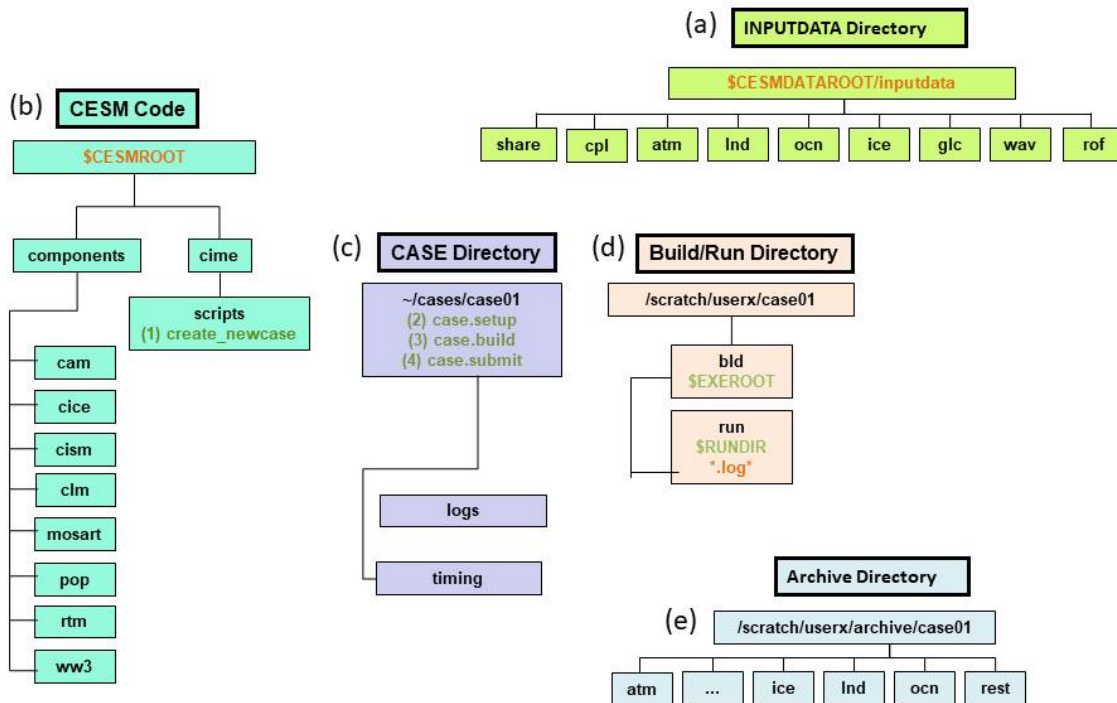 (a) INPUTDATA Directory
$CESMDATAROOT/inputdata
share cpl atm lnd ocn ice glc wav rof
(b) CESM Code
$CESMROOT
components cime
scripts
(1) create_newcase
cam
cice
cism
clm
mosart
pop
rtm
ww3
(c) CASE Directory
~/cases/case01
(2) case.setup
(3) case.build
(4) case.submit
logs
timing
(d) Build/Run Directory
/scratch/userx/case01
bld
$EXEROOT
run
$RUNDIR
*.log*
Archive Directory
(e) /scratch/userx/archive/case01
atm ... ice lnd ocn rest